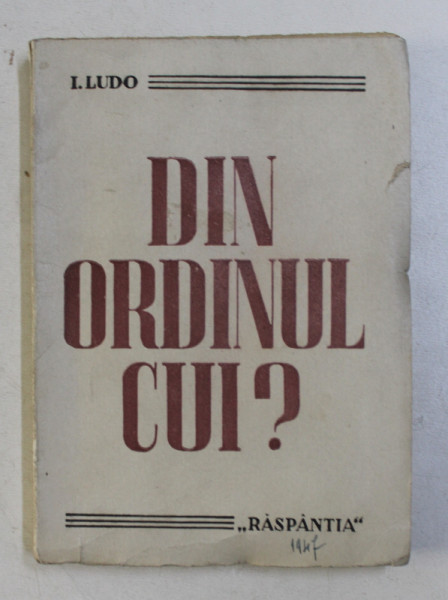 I. LUDO
DIN
ORDINUL
CUI?
„RĂSPÂNTIA“
1947